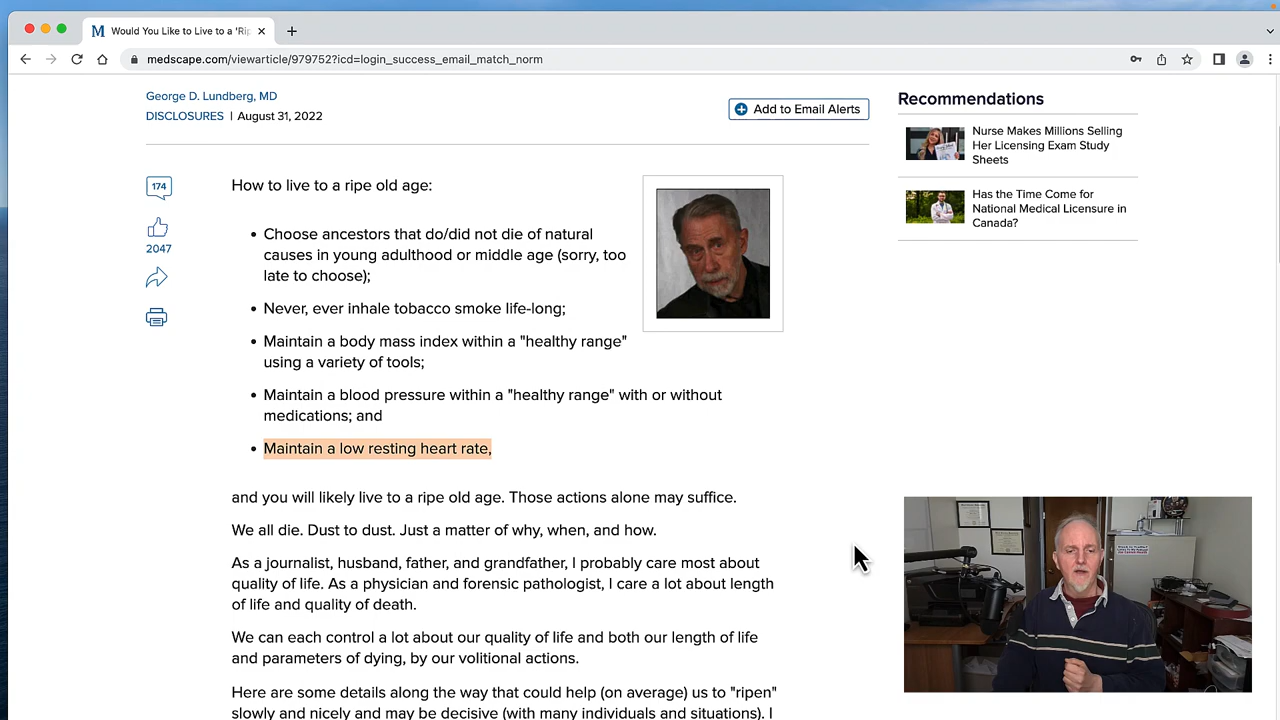 Would You Like to Live to a 'Rip
medscape.com/viewarticle/979752?icd=login_success_email_match_norm
George D. Lundberg, MD
DISCLOSURES | August 31, 2022
Add to Email Alerts
174
2047
How to live to a ripe old age:
• Choose ancestors that do/did not die of natural
causes in young adulthood or middle age (sorry, too
late to choose);
• Never, ever inhale tobacco smoke life-long;
• Maintain a body mass index within a "healthy range"
using a variety of tools;
• Maintain a blood pressure within a "healthy range" with or without
medications; and
• Maintain a low resting heart rate,
and you will likely live to a ripe old age. Those actions alone may suffice.
We all die. Dust to dust. Just a matter of why, when, and how.
As a journalist, husband, father, and grandfather, I probably care most about
quality of life. As a physician and forensic pathologist, I care a lot about length
of life and quality of death.
We can each control a lot about our quality of life and both our length of life
and parameters of dying, by our volitional actions.
Here are some details along the way that could help (on average) us to "ripen"
slowly and nicely and may be decisive (with many individuals and situations). I
Recommendations
Nurse Makes Millions Selling
Her Licensing Exam Study
Sheets
Has the Time Come for
National Medical Licensure in
Canada?